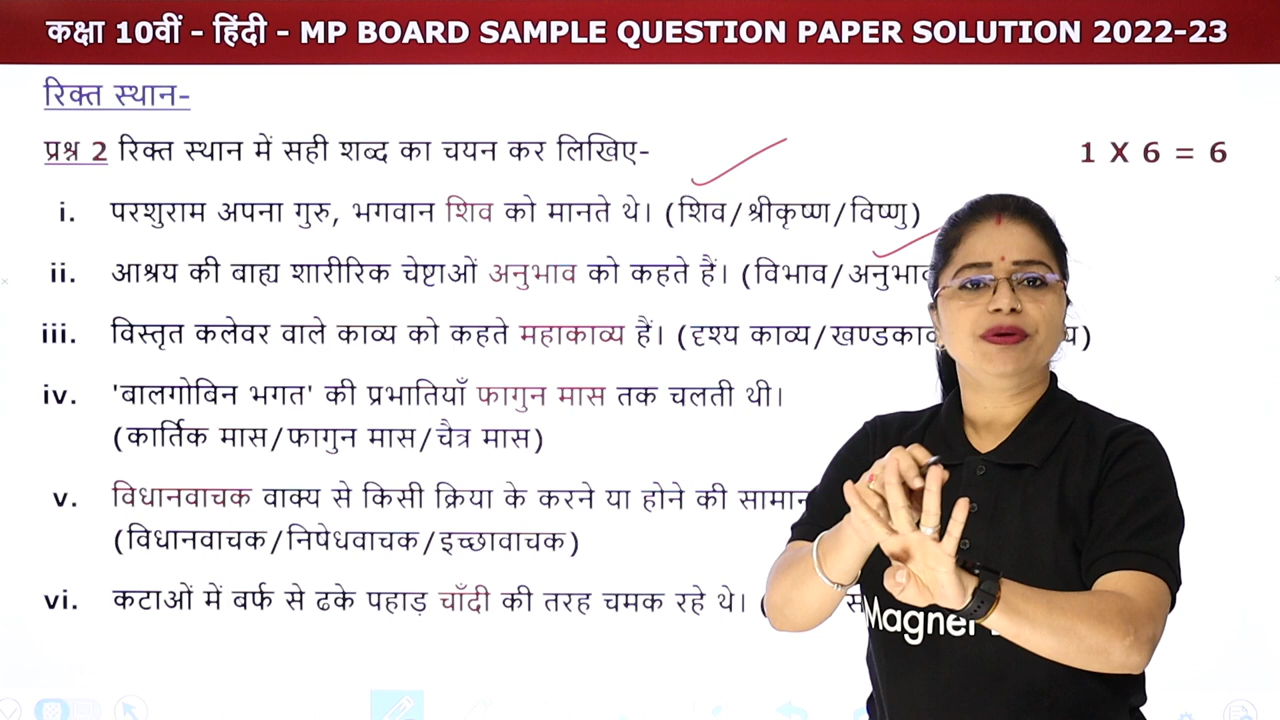 कक्षा 10वीं - हिंदी - MP BOARD SAMPLE QUESTION PAPER SOLUTION 2022-23
रिक्त स्थान-
प्रश्न 2 रिक्त स्थान में सही शब्द का चयन कर लिखिए- 1 X 6 = 6
i. परशुराम अपना गुरु, भगवान शिव को मानते थे। (शिव/श्रीकृष्ण/विष्णु)
ii. आश्रय की वाह्य शारीरिक चेष्टाओं अनुभाव को कहते हैं। (विभाव/अनुभाव
iii. विस्तृत कलेवर वाले काव्य को कहते महाकाव्य हैं। (दृश्य काव्य/खण्डकाव्
iv. 'बालगोबिन भगत' की प्रभातियाँ फागुन मास तक चलती थी।
(कार्तिक मास/फागुन मास/चैत्र मास)
v. विधानवाचक वाक्य से किसी क्रिया के करने या होने की
(विधानवाचक/निषेधवाचक/इच्छावाचक)
vi. कटाओं में बर्फ से ढके पहाड़ चाँदी की तरह चमक रहे थे।
Magnet